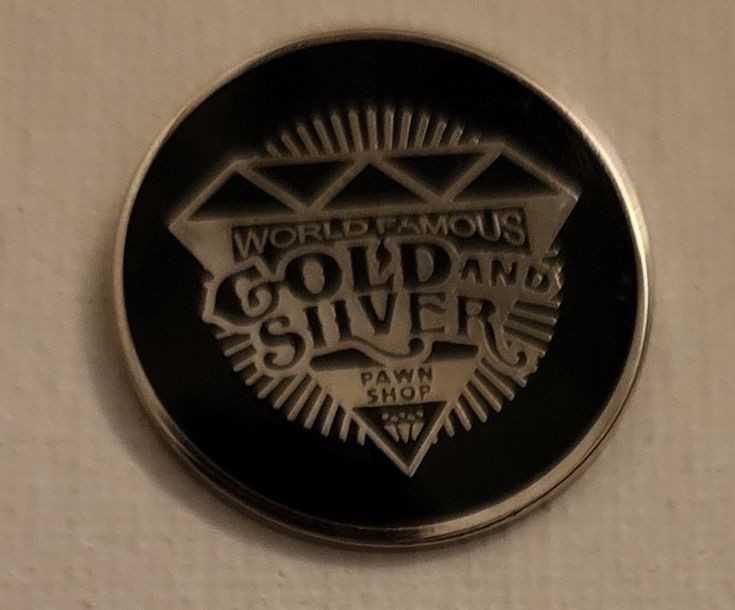 WORLD FAMOUS
GOLD AND
SILVER
PAWN
SHOP